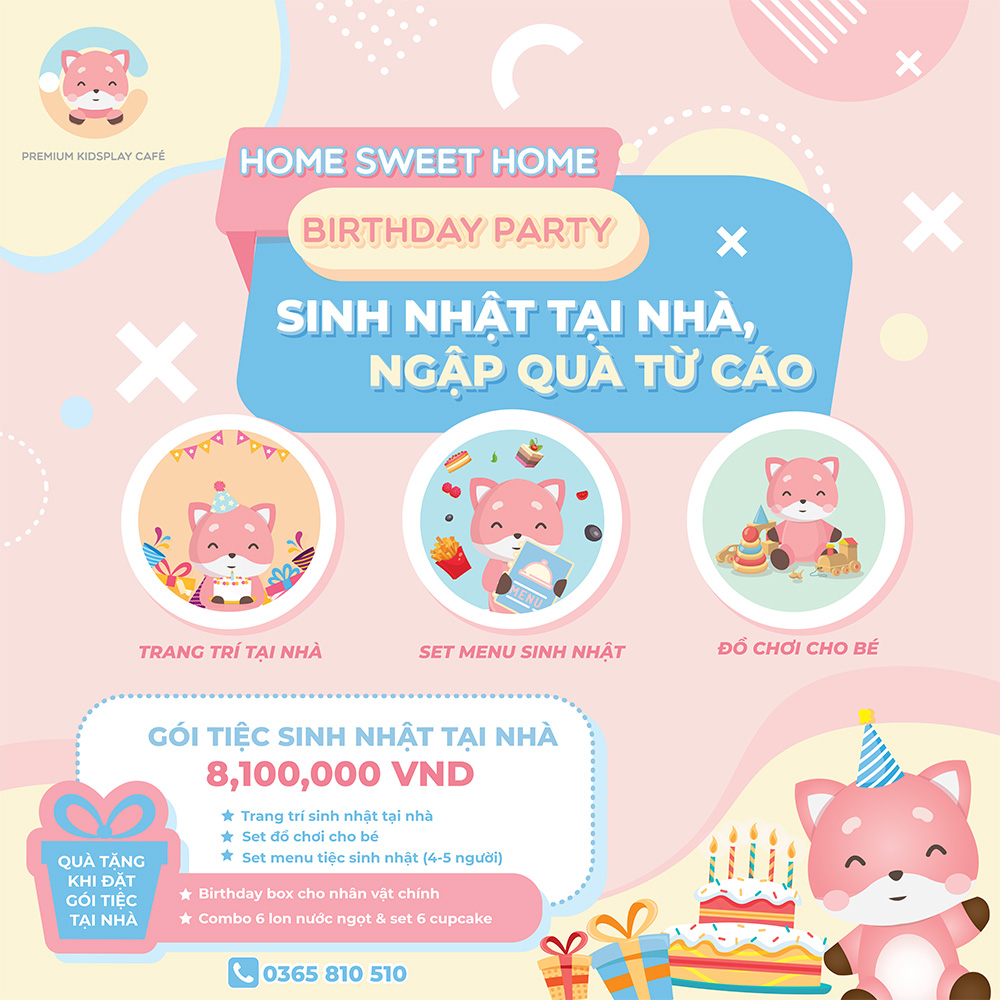 PREMIUM KIDSPLAY CAFÉ
HOME SWEET HOME
BIRTHDAY PARTY
SINH NHẬT TẠI NHÀ,
NGẬP QUÀ TỪ CÁO
MENU
TRANG TRÍ TẠI NHÀ
SET MENU SINH NHẬT
ĐỒ CHƠI CHO BÉ
GÓI TIỆC SINH NHẬT TẠI NHÀ
8,100,000 VND
Trang trí sinh nhật tại nhà
Set đồ chơi cho bé
Set menu tiệc sinh nhật (4-5 người)
QUÀ TẶNG
KHI ĐẶT
GÓI TIỆC
TẠI NHÀ
Birthday box cho nhân vật chính
Combo 6 lon nước ngọt & set 6 cupcake
0365 810 510